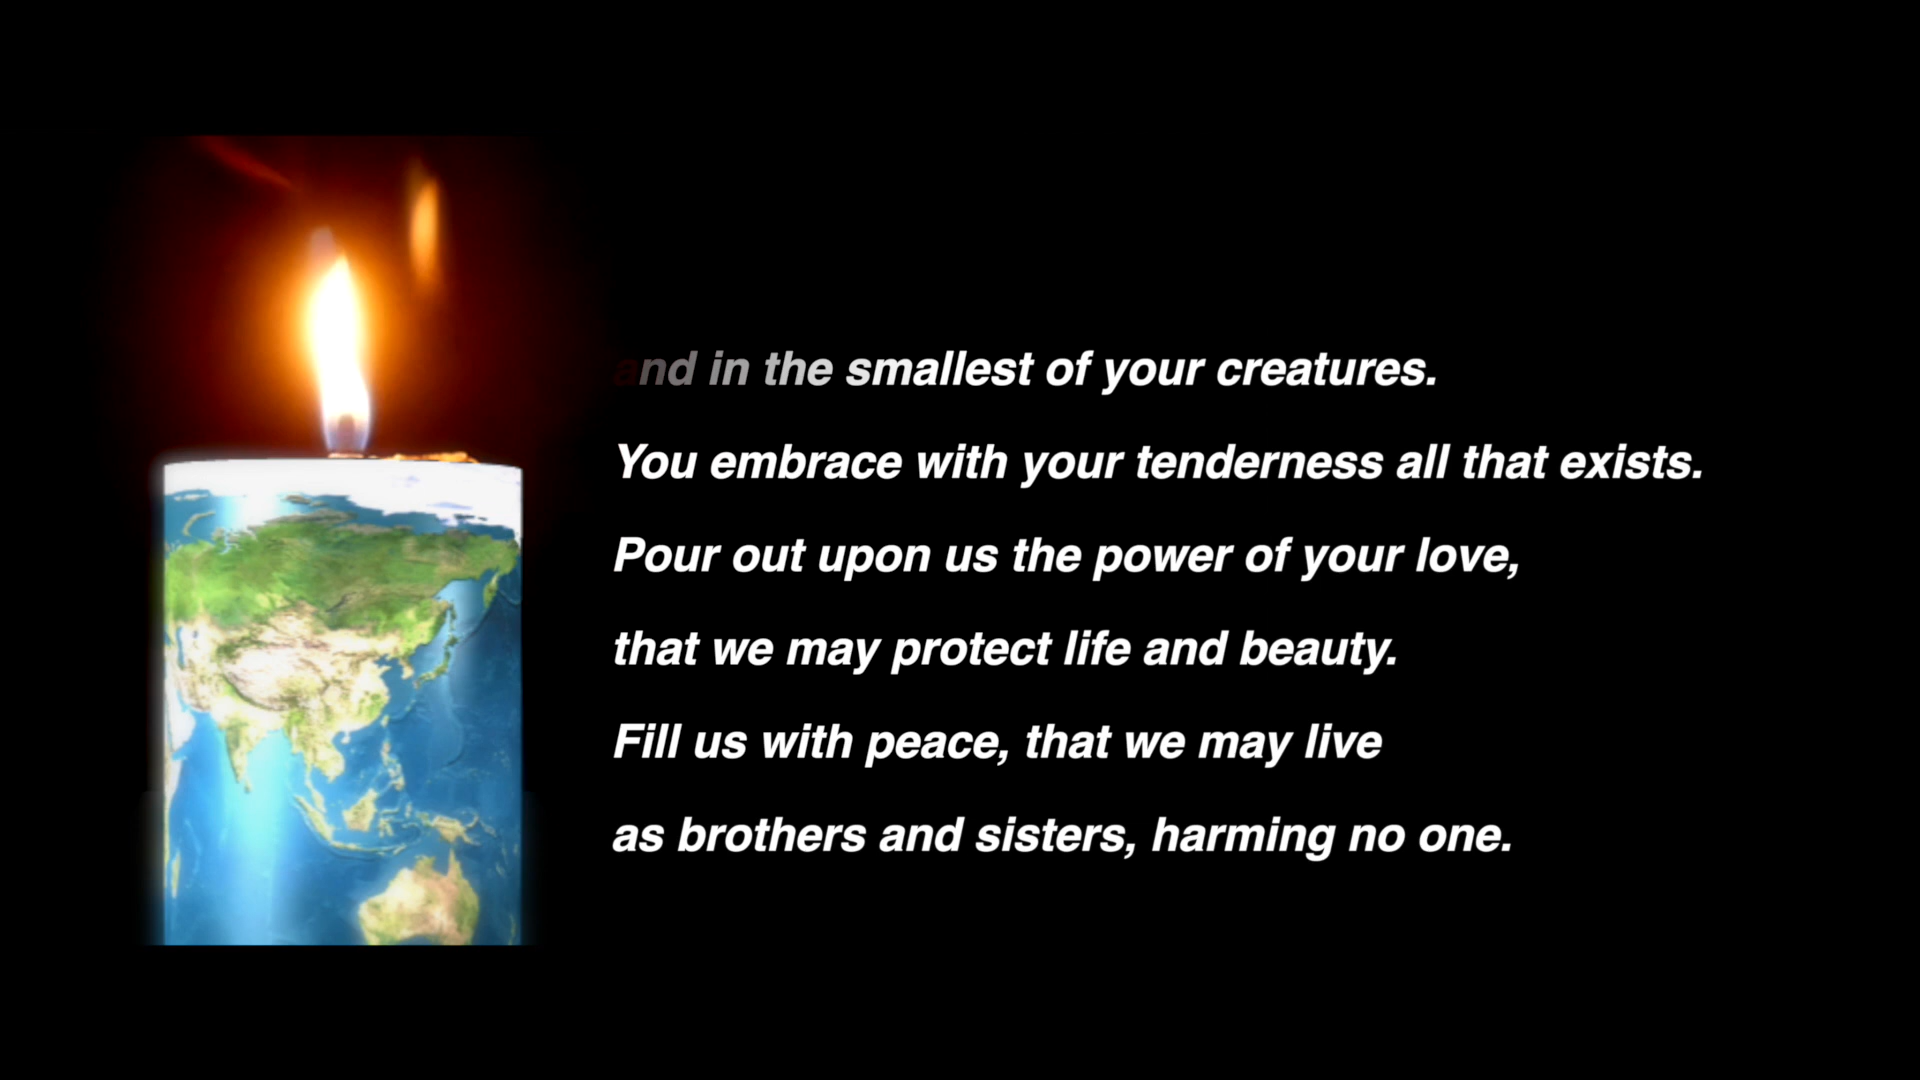 and in the smallest of your creatures.
You embrace with your tenderness all that exists.
Pour out upon us the power of your love,
that we may protect life and beauty.
Fill us with peace, that we may live
as brothers and sisters, harming no one.